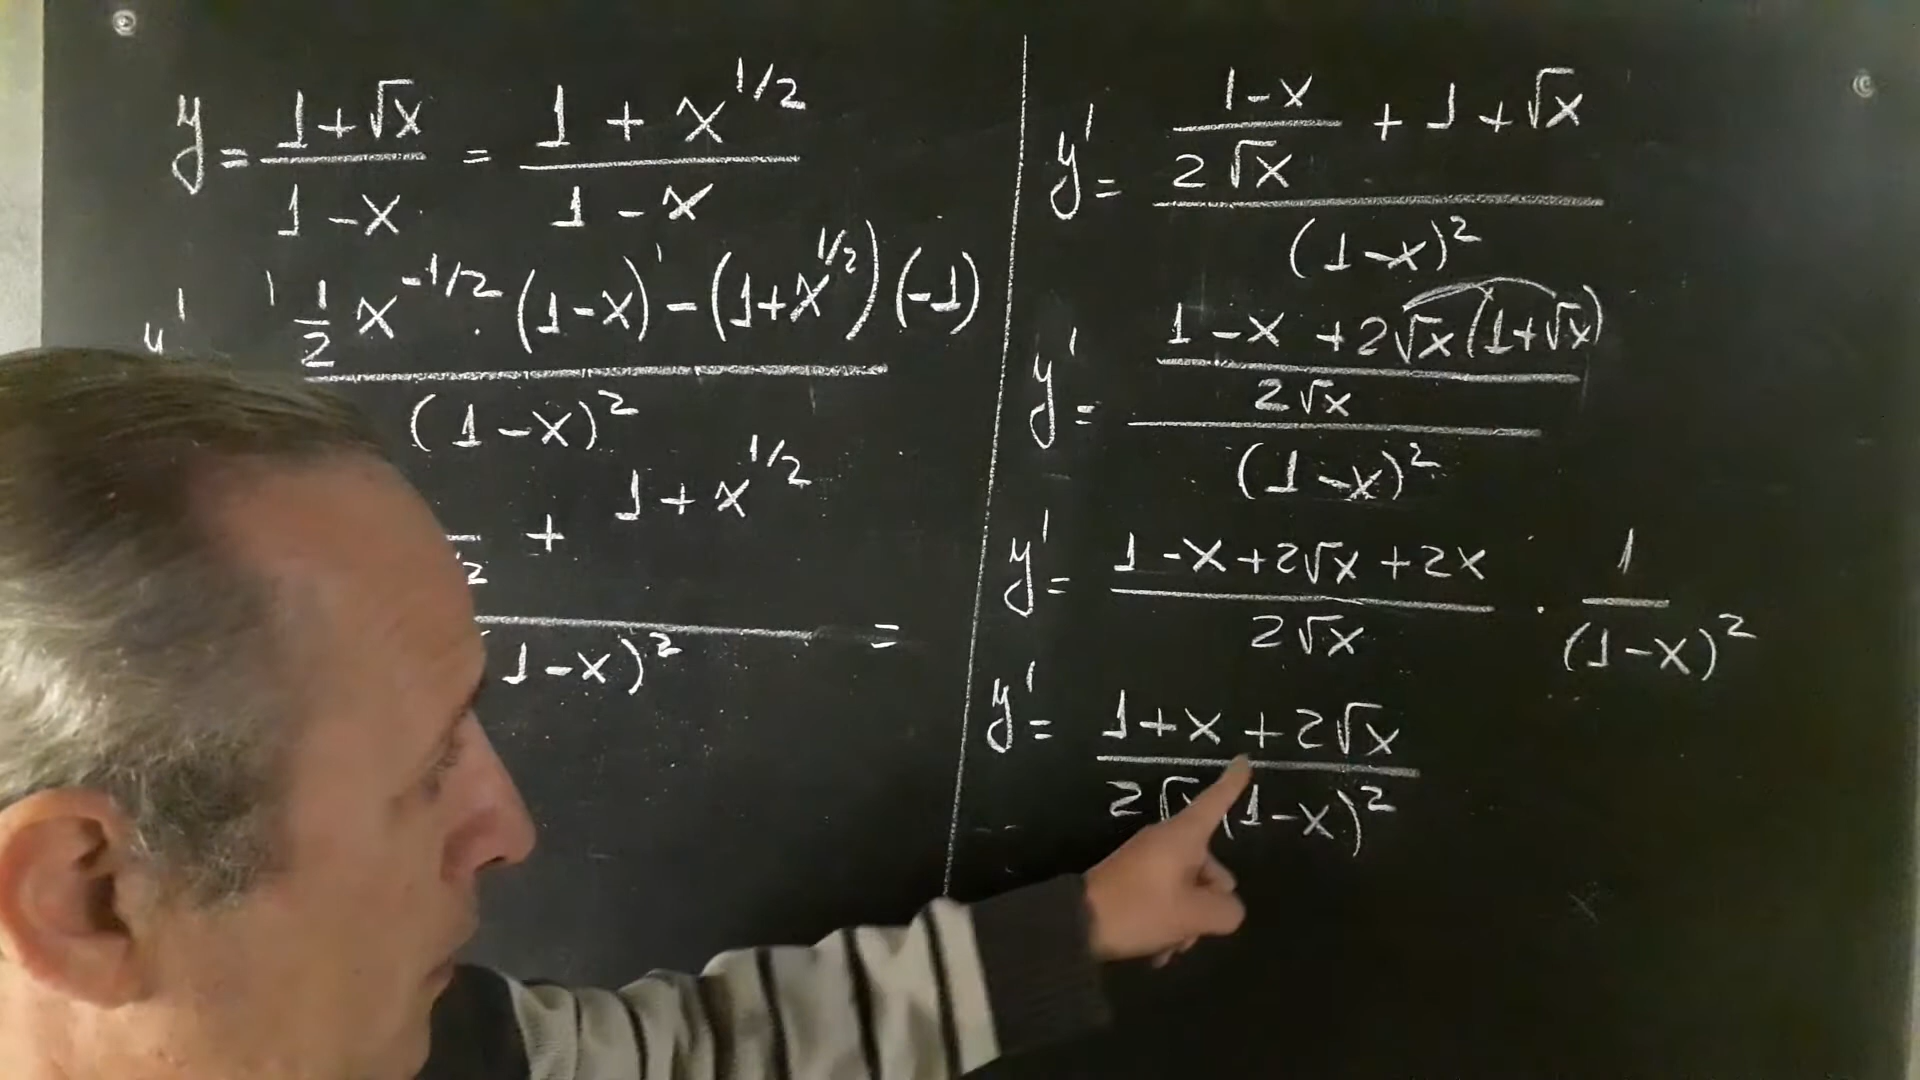 y = (1+√x)/(1-x) = (1+x^{1/2})/(1-x)
y' (1/2 x^{-1/2} · (1-x) - (1+x^{1/2})(-1))/(1-x)^2
+ 1+x^{1/2}
1-x)^2 =
y' = ((1-x)/(2√x) + 1 + √x)/(1-x)^2
y' = ((1-x+2√x(1+√x))/(2√x))/(1-x)^2
y' = (1-x+2√x+2x)/(2√x) · 1/(1-x)^2
y' = (1+x+2√x)/(2√x(1-x)^2)